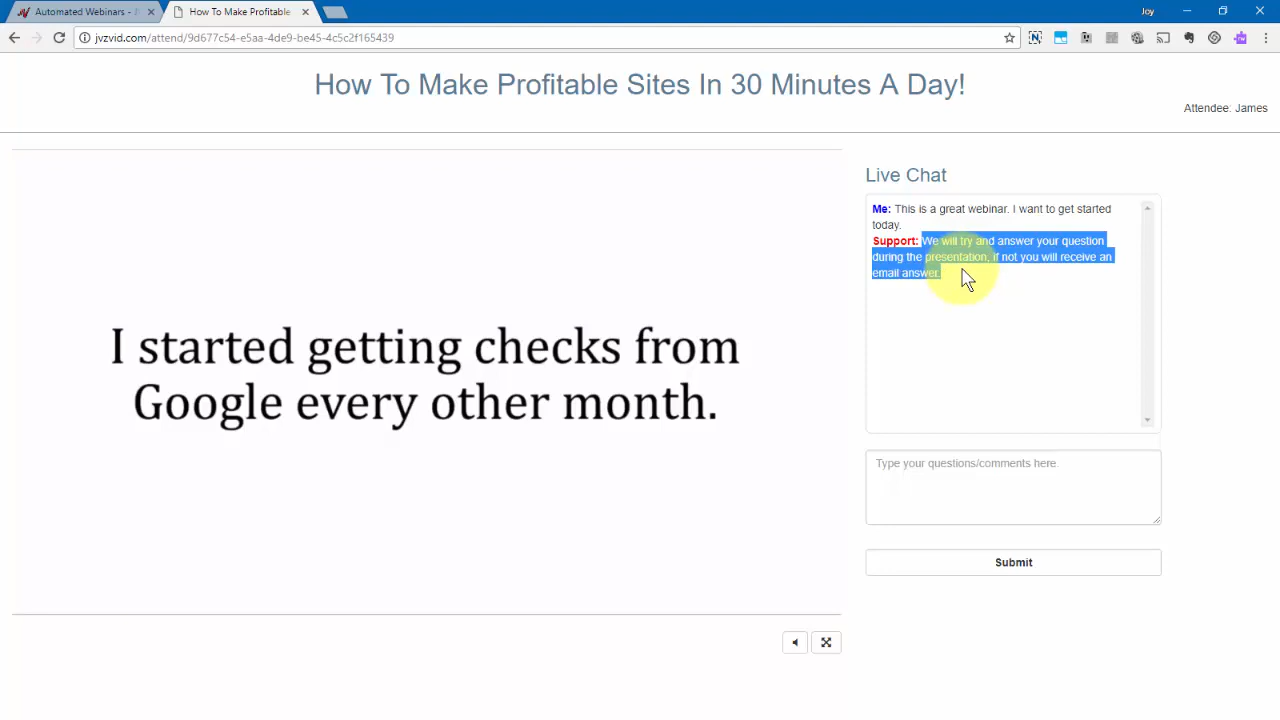 Automated Webinars -
How To Make Profitable
Joy
jvzvid.com/attend/9d677c54-e5aa-4de9-be45-4c5c2f165439
How To Make Profitable Sites In 30 Minutes A Day!
Attendee: James
Live Chat
Me: This is a great webinar. I want to get started
today.
Support: We will try and answer your question
during the presentation, if not you will receive an
email answer.
I started getting checks from
Google every other month.
Type your questions/comments here.
Submit